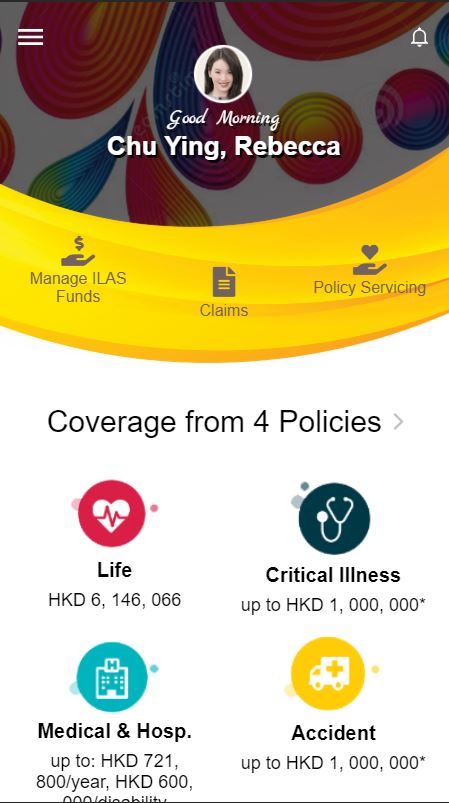 Good Morning
Chu Ying, Rebecca
Manage ILAS
Funds
Claims
Policy Servicing
Coverage from 4 Policies
Life
HKD 6, 146, 066
Critical Illness
up to HKD 1, 000, 000*
Medical & Hosp.
up to: HKD 721,
800/year, HKD 600,
000/disability
Accident
up to HKD 1, 000, 000*